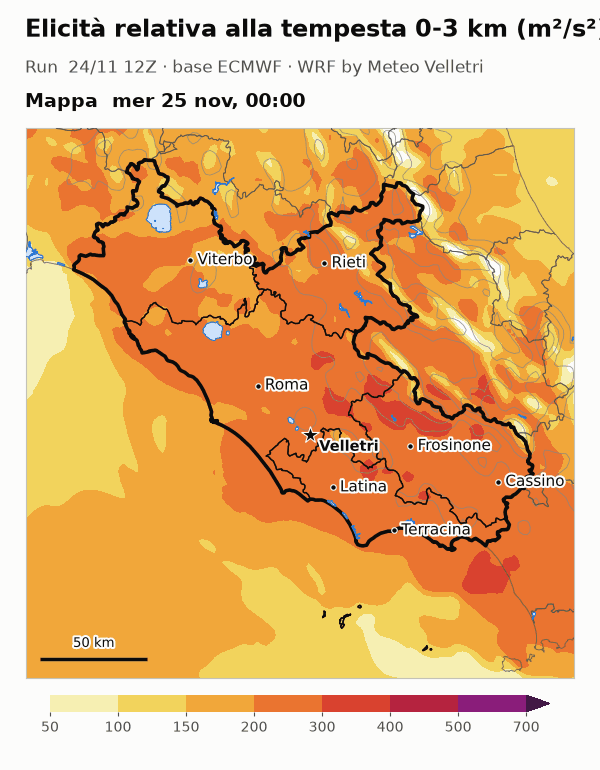 Elicità relativa alla tempesta 0-3 km (m²/s²)
Run  24/11 12Z · base ECMWF · WRF by Meteo Velletri
Mappa  mer 25 nov, 00:00
Viterbo
Rieti
Roma
Velletri
Frosinone
Cassino
Latina
Terracina
50 km
50 100 150 200 300 400 500 700